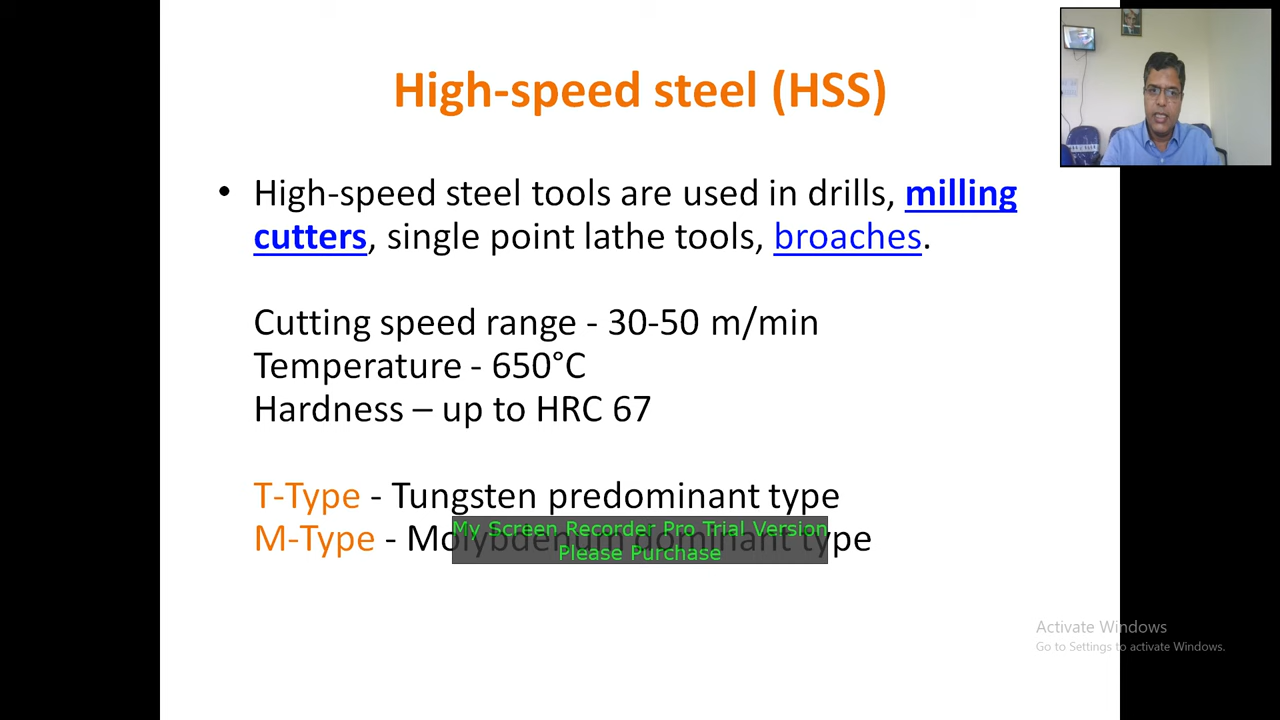 High-speed steel (HSS)
• High-speed steel tools are used in drills, milling
cutters, single point lathe tools, broaches.
Cutting speed range - 30-50 m/min
Temperature - 650°C
Hardness – up to HRC 67
T-Type - Tungsten predominant type
M-Type - Molybdenum dominant type
My Screen Recorder Pro Trial Version
Please Purchase
Activate Windows
Go to Settings to activate Windows.